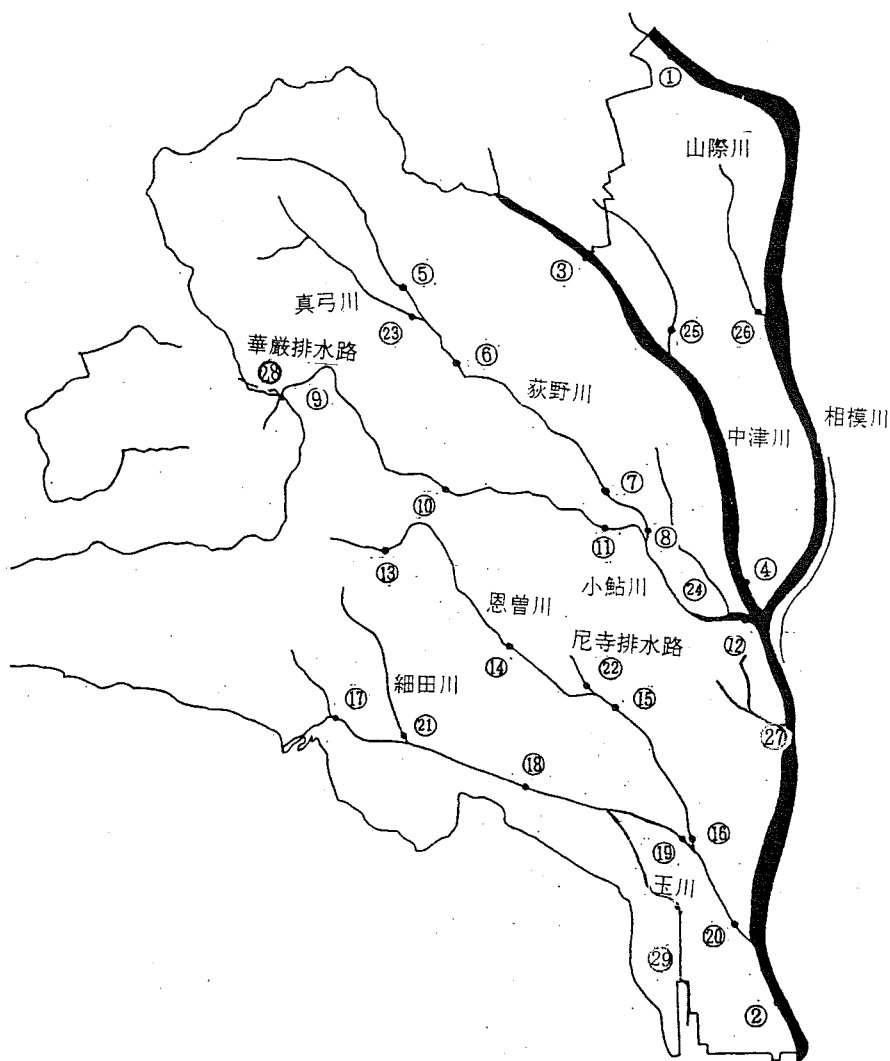 ①
山際川
③
⑤
真弓川
㉓
㉕
㉖
華厳排水路
㉘
⑨
⑥
荻野川
中津川
相模川
⑦
⑩
⑪
⑧
④
⑬
小鮎川
㉔
恩曽川
⑫
尼寺排水路
⑭
㉒
細田川
⑰
⑮
㉑
㉗
⑱
⑯
⑲
玉川
⑳
㉙
②